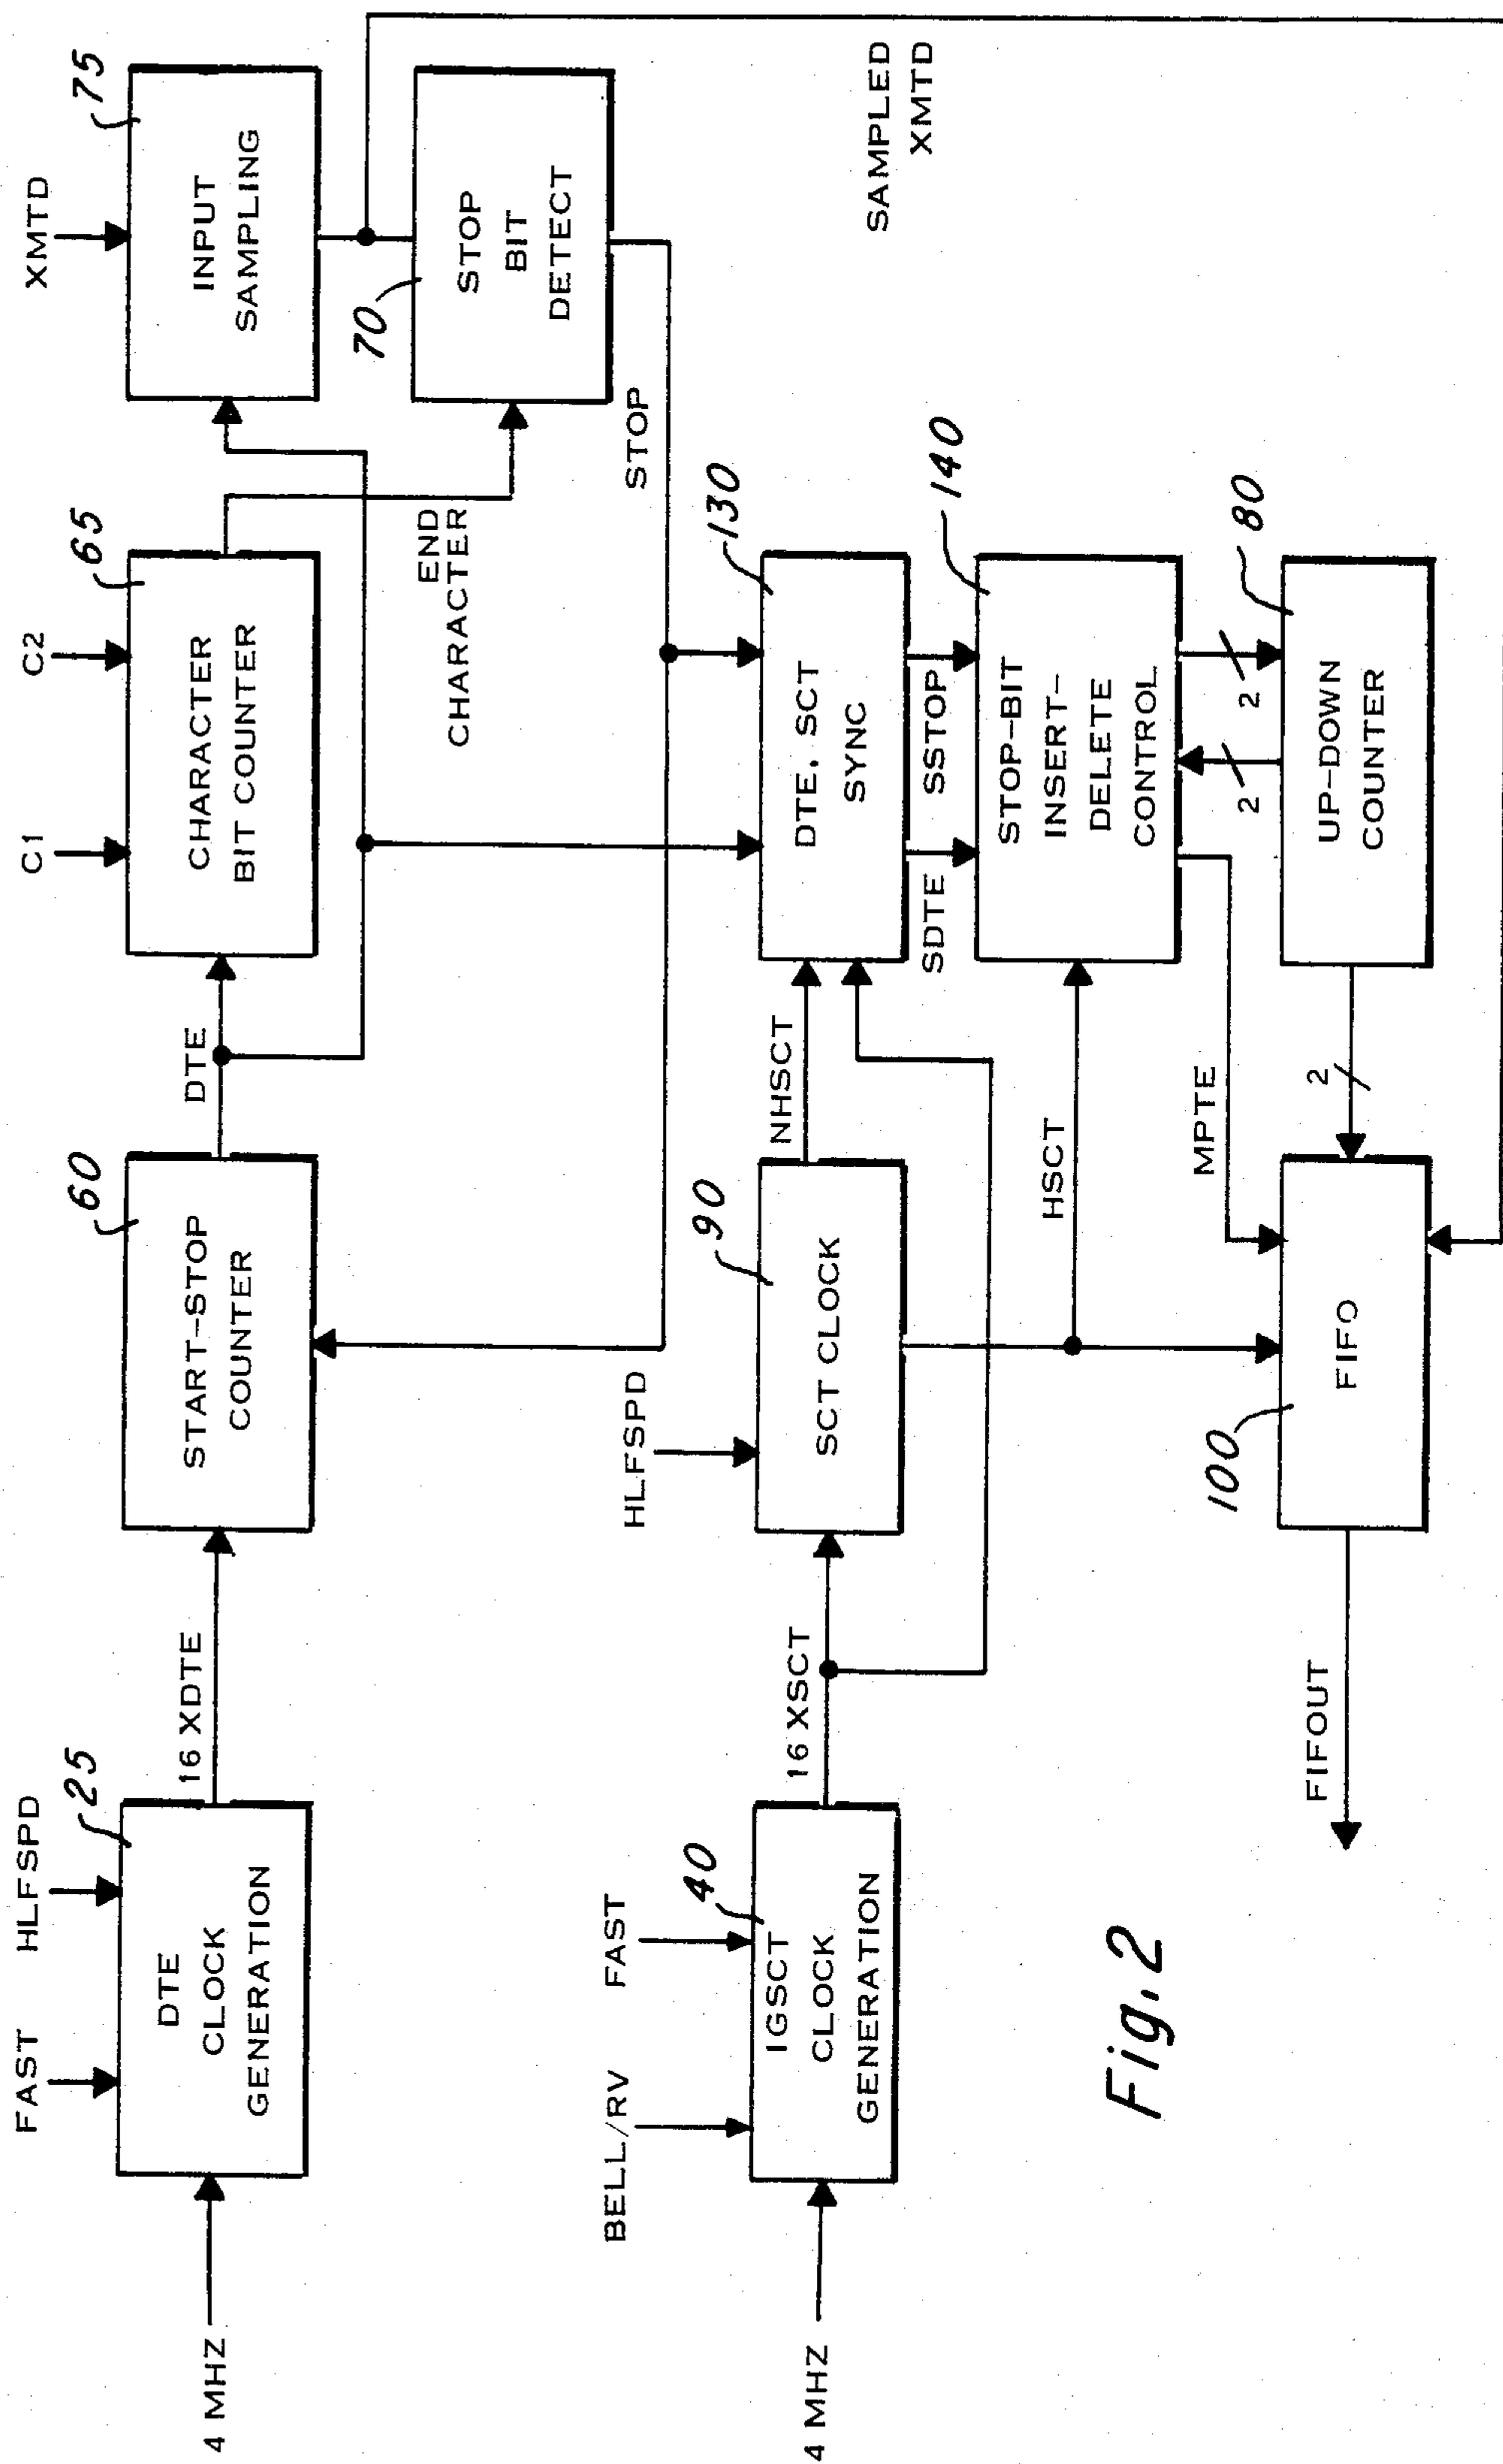 FAST
HLFSPD
25
DTE
CLOCK
GENERATION
4 MHZ
16 XDTE
60
START-STOP
COUNTER
DTE
C1
C2
65
CHARACTER
BIT COUNTER
END
CHARACTER
XMTD
75
INPUT
SAMPLING
70
STOP
BIT
DETECT
STOP
SAMPLED
XMTD
BELL/RV
FAST
40
IGSCT
CLOCK
GENERATION
4 MHZ
16 XSCT
HLFSPD
90
SCT CLOCK
NHSCT
HSCT
130
DTE, SCT
SYNC
SDTE
SSTOP
140
STOP-BIT
INSERT-
DELETE
CONTROL
MPTE
2
2
80
UP-DOWN
COUNTER
2
100
FIFO
FIFOUT
Fig. 2